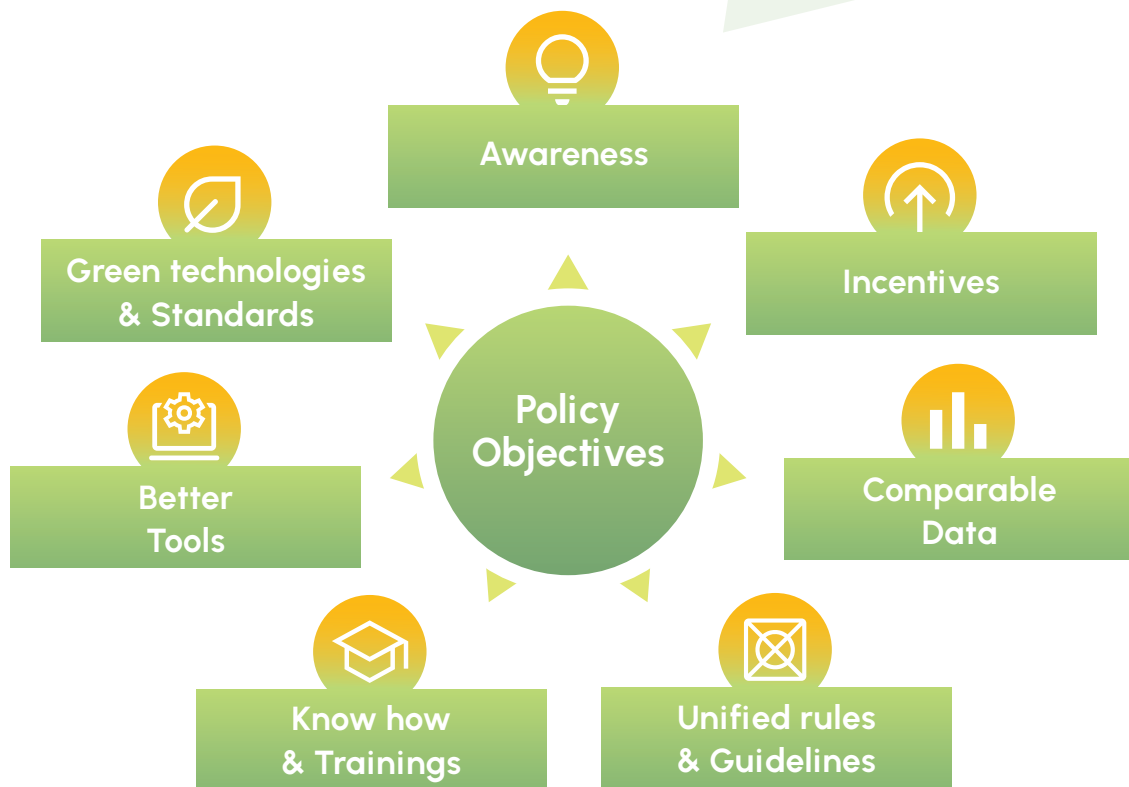 Awareness
Incentives
Green technologies
& Standards
Policy
Objectives
Better
Tools
Comparable
Data
Know how
& Trainings
Unified rules
& Guidelines